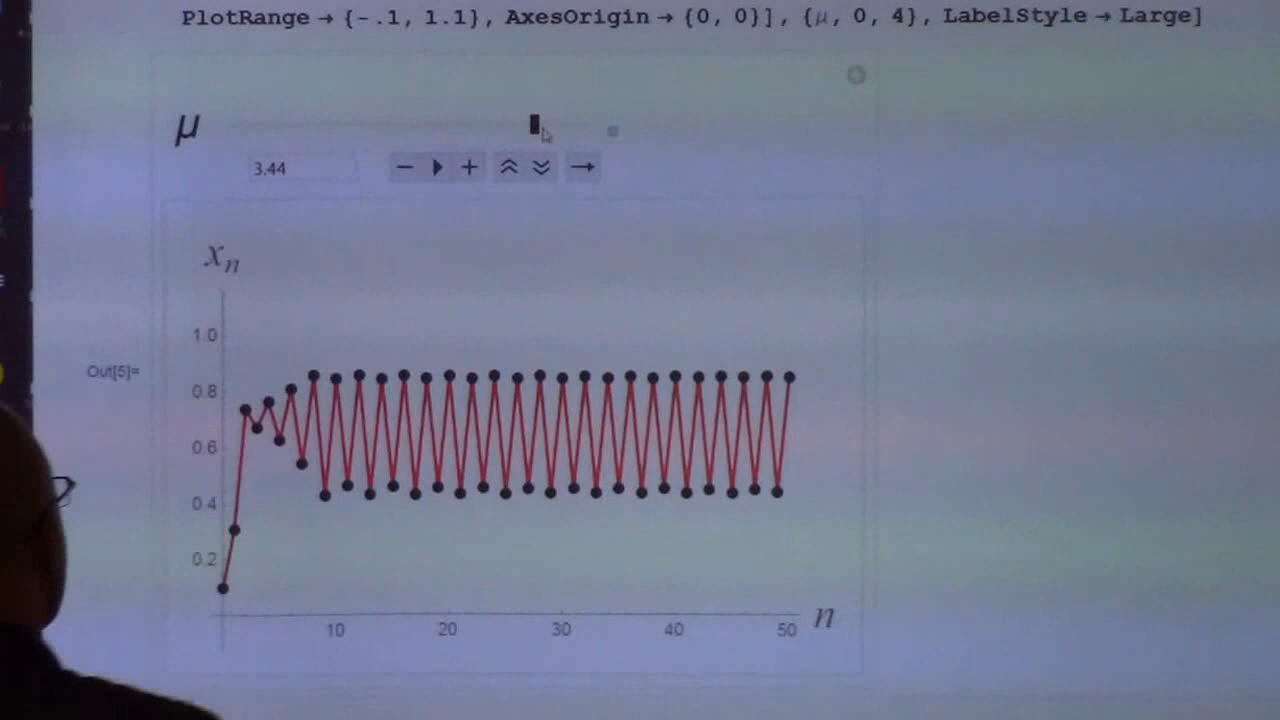 PlotRange → {-.1, 1.1}, AxesOrigin → {0, 0}], {μ, 0, 4}, LabelStyle → Large]
μ
3.44
xn
1.0
Out[5]=
0.8
0.6
0.4
0.2
10 20 30 40 50 n